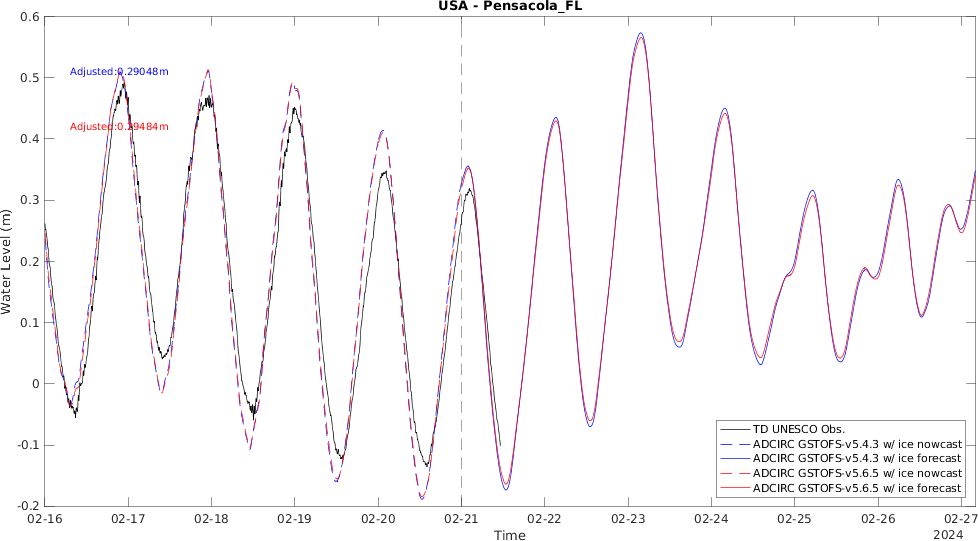 USA - Pensacola_FL
0.6
0.5
0.4
0.3
0.2
0.1
0
-0.1
-0.2
Water Level (m)
Adjusted:0.29048m
Adjusted:0.29484m
TD UNESCO Obs.
ADCIRC GSTOFS-v5.4.3 w/ ice nowcast
ADCIRC GSTOFS-v5.4.3 w/ ice forecast
ADCIRC GSTOFS-v5.6.5 w/ ice nowcast
ADCIRC GSTOFS-v5.6.5 w/ ice forecast
02-16 02-17 02-18 02-19 02-20 02-21 02-22 02-23 02-24 02-25 02-26 02-27
Time
2024